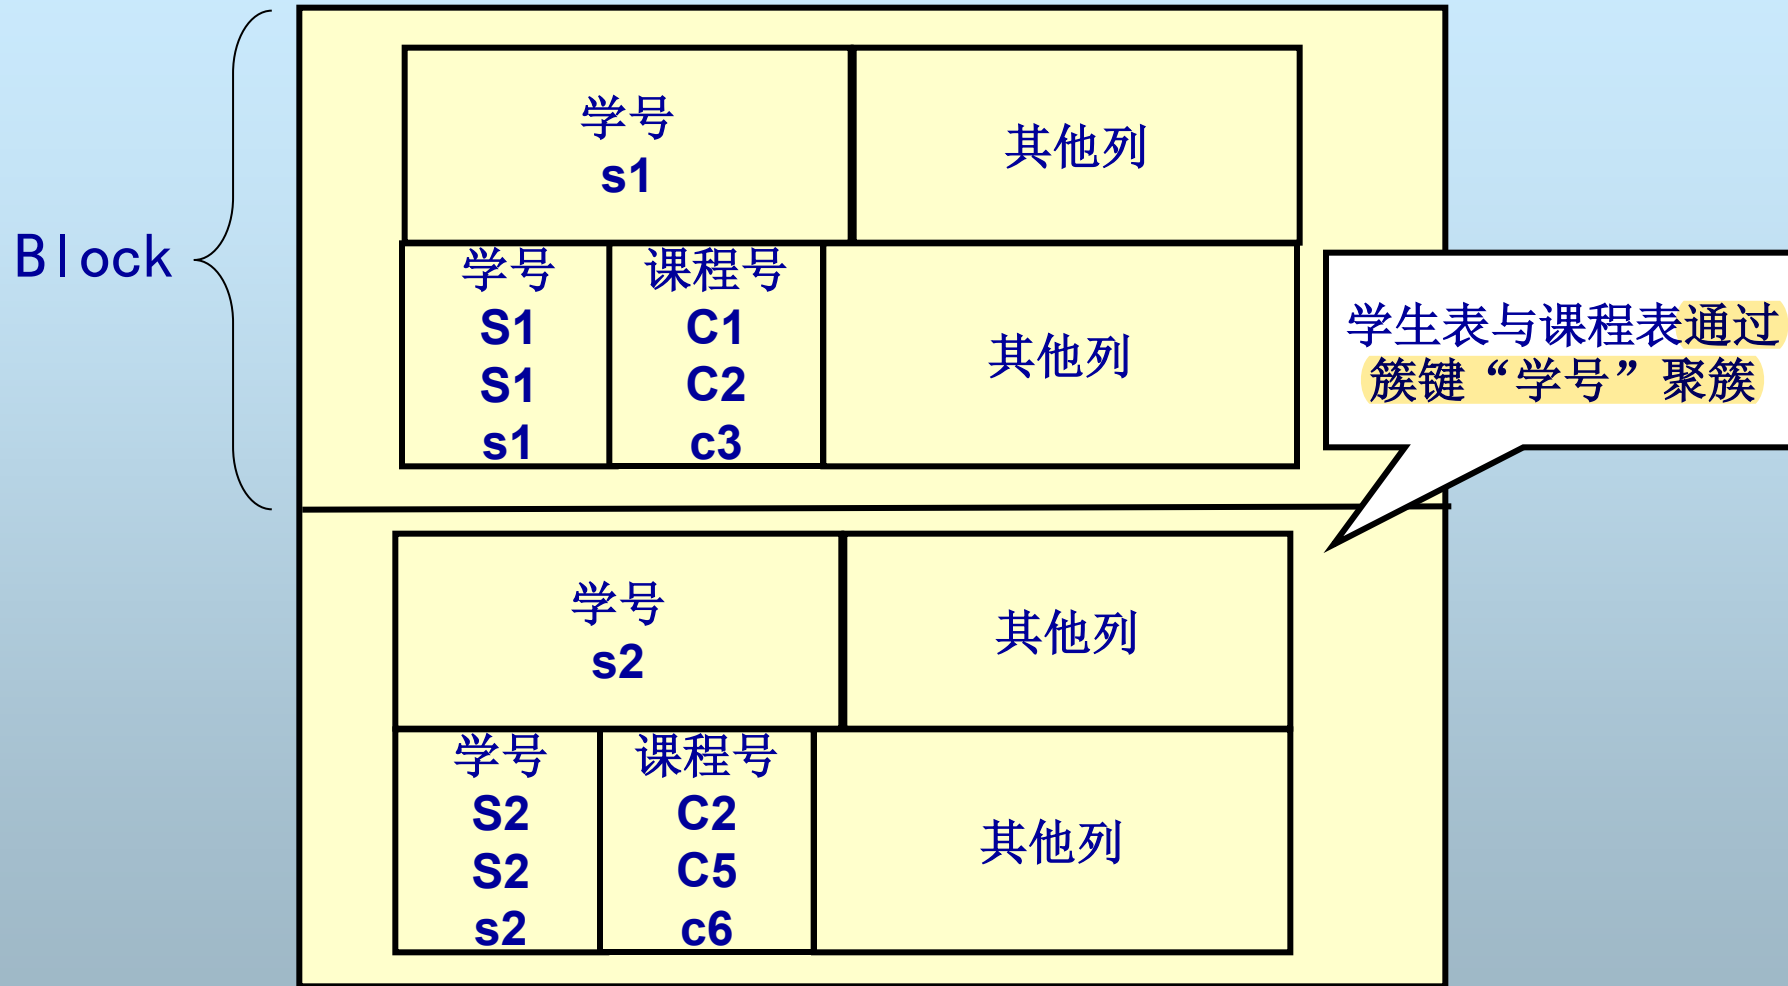 Block
学号
s1
其他列
学号
S1
S1
s1
课程号
C1
C2
c3
其他列
学生表与课程表通过
簇键“学号”聚簇
学号
s2
其他列
学号
S2
S2
s2
课程号
C2
C5
c6
其他列